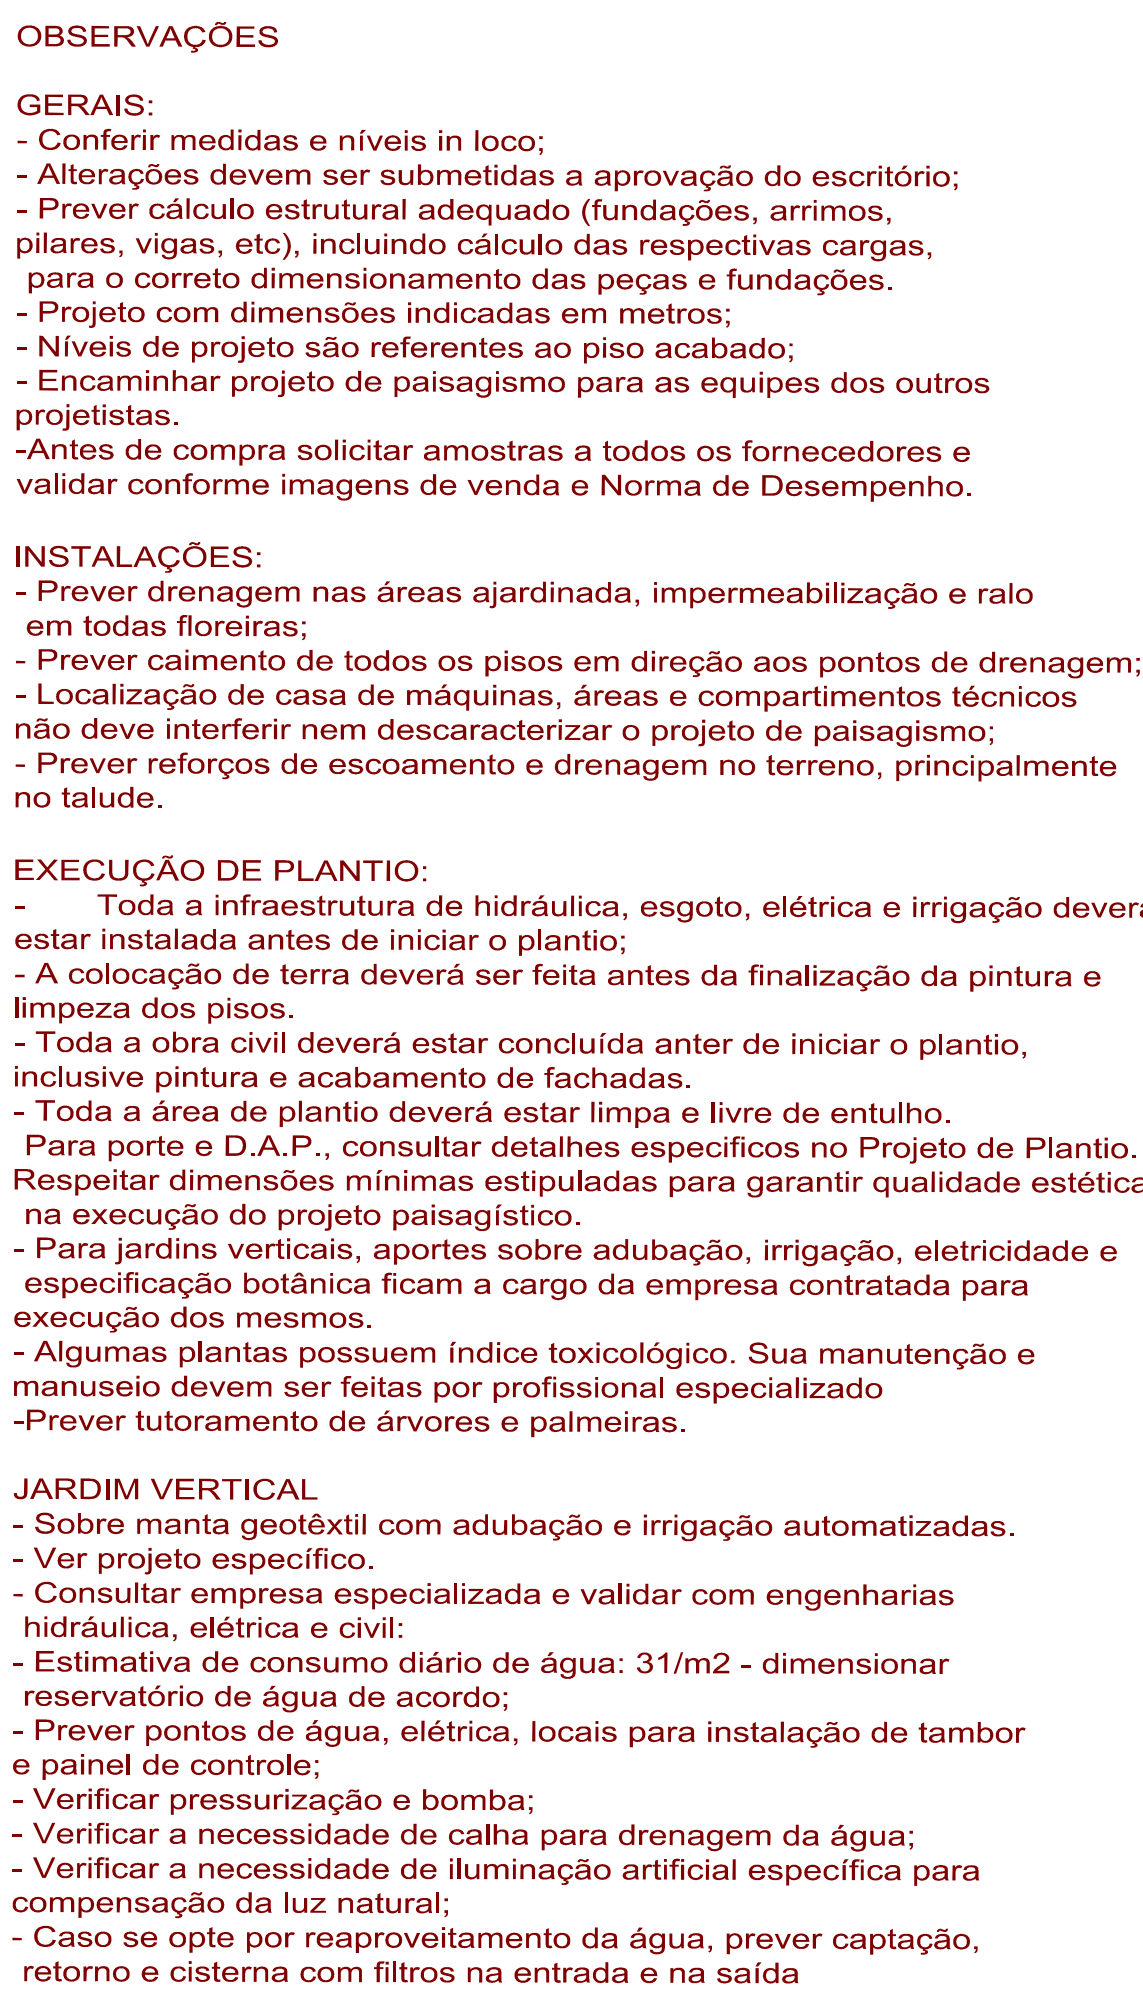 OBSERVAÇÕES
GERAIS:
- Conferir medidas e níveis in loco;
- Alterações devem ser submetidas a aprovação do escritório;
- Prever cálculo estrutural adequado (fundações, arrimos,
pilares, vigas, etc), incluindo cálculo das respectivas cargas,
para o correto dimensionamento das peças e fundações.
- Projeto com dimensões indicadas em metros;
- Níveis de projeto são referentes ao piso acabado;
- Encaminhar projeto de paisagismo para as equipes dos outros
projetistas.
-Antes de compra solicitar amostras a todos os fornecedores e
validar conforme imagens de venda e Norma de Desempenho.
INSTALAÇÕES:
- Prever drenagem nas áreas ajardinada, impermeabilização e ralo
em todas floreiras;
- Prever caimento de todos os pisos em direção aos pontos de drenagem;
- Localização de casa de máquinas, áreas e compartimentos técnicos
não deve interferir nem descaracterizar o projeto de paisagismo;
- Prever reforços de escoamento e drenagem no terreno, principalmente
no talude.
EXECUÇÃO DE PLANTIO:
- Toda a infraestrutura de hidráulica, esgoto, elétrica e irrigação deverá
estar instalada antes de iniciar o plantio;
- A colocação de terra deverá ser feita antes da finalização da pintura e
limpeza dos pisos.
- Toda a obra civil deverá estar concluída anter de iniciar o plantio,
inclusive pintura e acabamento de fachadas.
- Toda a área de plantio deverá estar limpa e livre de entulho.
Para porte e D.A.P., consultar detalhes especificos no Projeto de Plantio.
Respeitar dimensões mínimas estipuladas para garantir qualidade estética
na execução do projeto paisagístico.
- Para jardins verticais, aportes sobre adubação, irrigação, eletricidade e
especificação botânica ficam a cargo da empresa contratada para
execução dos mesmos.
- Algumas plantas possuem índice toxicológico. Sua manutenção e
manuseio devem ser feitas por profissional especializado
-Prever tutoramento de árvores e palmeiras.
JARDIM VERTICAL
- Sobre manta geotêxtil com adubação e irrigação automatizadas.
- Ver projeto específico.
- Consultar empresa especializada e validar com engenharias
hidráulica, elétrica e civil:
- Estimativa de consumo diário de água: 31/m2 - dimensionar
reservatório de água de acordo;
- Prever pontos de água, elétrica, locais para instalação de tambor
e painel de controle;
- Verificar pressurização e bomba;
- Verificar a necessidade de calha para drenagem da água;
- Verificar a necessidade de iluminação artificial específica para
compensação da luz natural;
- Caso se opte por reaproveitamento da água, prever captação,
retorno e cisterna com filtros na entrada e na saída